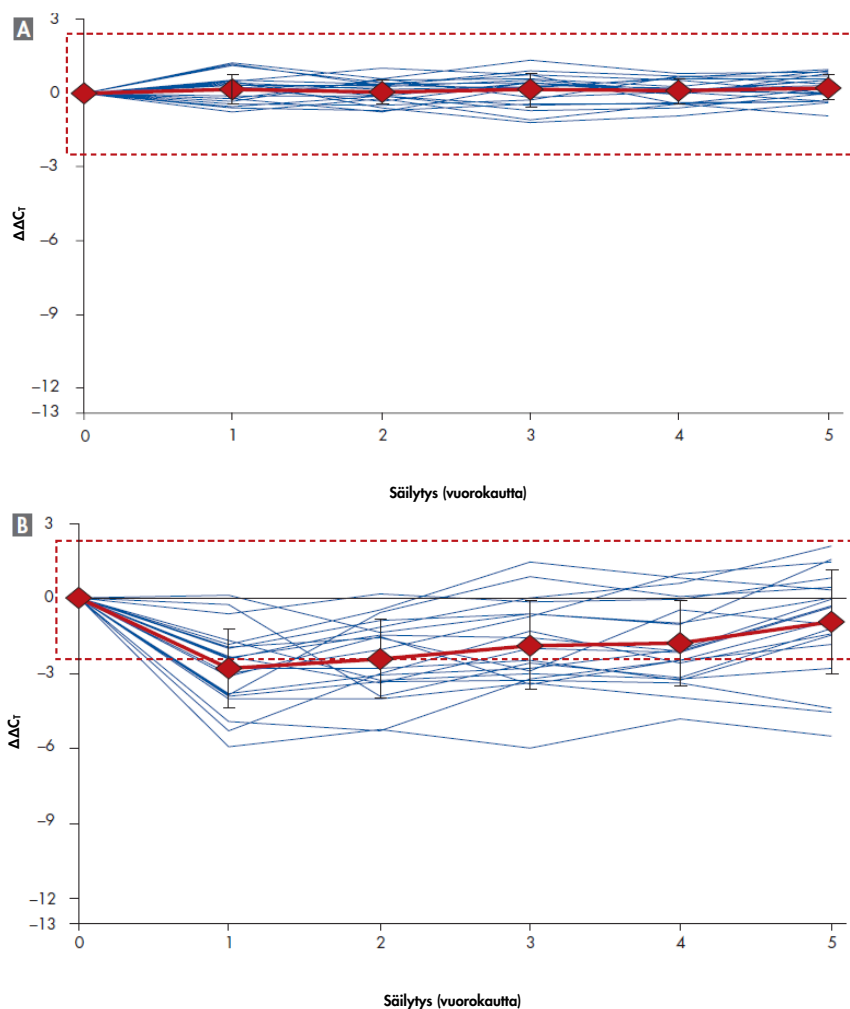 A
3
0
–3
–6
–9
–12
–13
ΔΔCT
0 1 2 3 4 5
Säilytys (vuorokautta)
B
3
0
–3
–6
–9
–12
–13
ΔΔCT
0 1 2 3 4 5
Säilytys (vuorokautta)